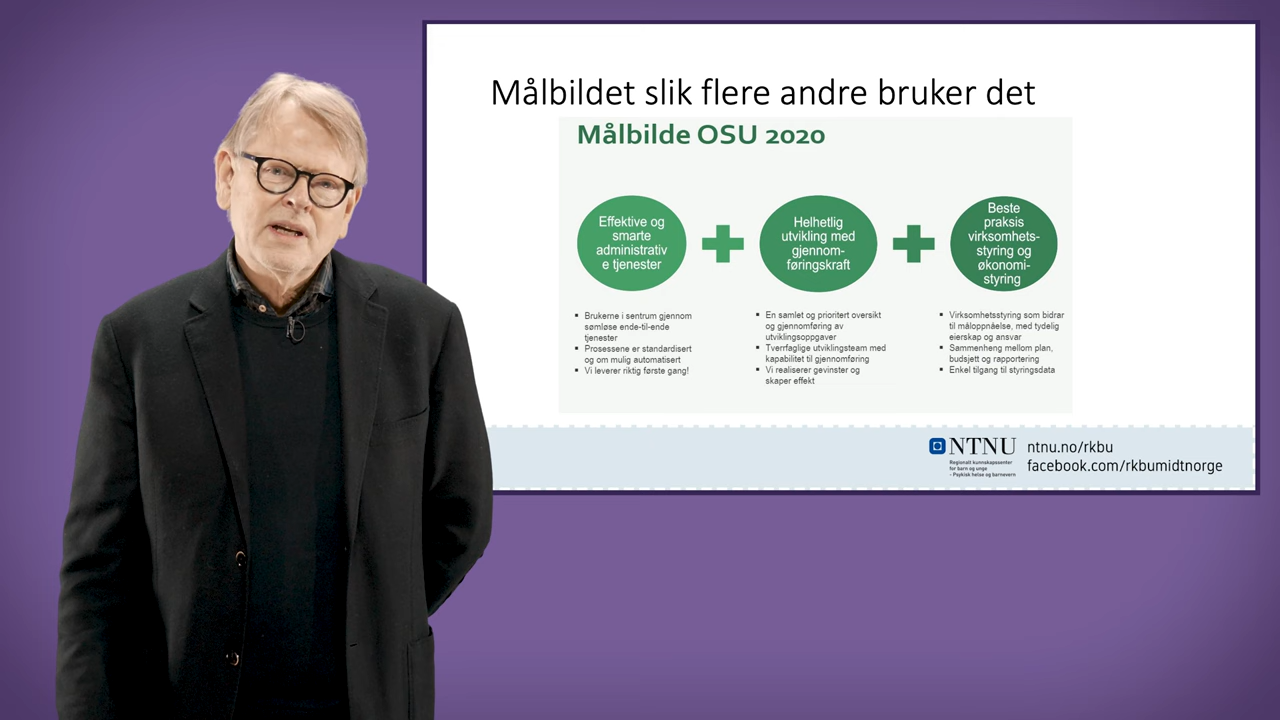 Målbildet slik flere andre bruker det
Målbilde OSU 2020
Effektive og
smarte
administrativ
e tjenester
Helhetlig
utvikling med
gjennom-
føringskraft
Beste
praksis
virksomhets-
styring og
økonomi-
styring
▪ Brukerne i sentrum gjennom
sømløse ende-til-ende
tjenester
▪ Prosessene er standardisert
og om mulig automatisert
▪ Vi leverer riktig første gang!
▪ En samlet og prioritert oversikt
og gjennomføring av
utviklingsoppgaver
▪ Tverrfaglige utviklingsteam med
kapabilitet til gjennomføring
▪ Vi realiserer gevinster og
skaper effekt
▪ Virksomhetsstyring som bidrar
til måloppnåelse, med tydelig
eierskap og ansvar
▪ Sammenheng mellom plan,
budsjett og rapportering
▪ Enkel tilgang til styringsdata
NTNU
Regionalt kunnskapssenter
for barn og unge
– Psykisk helse og barnevern
ntnu.no/rkbu
facebook.com/rkbumidtnorge